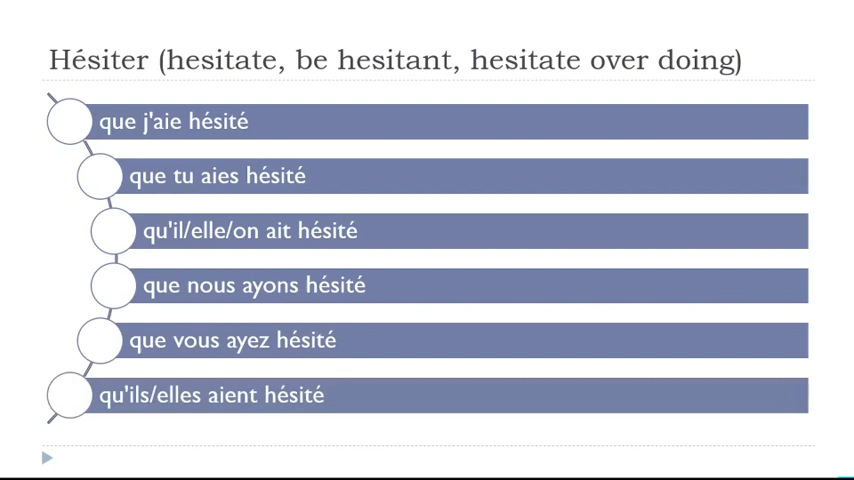 Hésiter (hesitate, be hesitant, hesitate over doing)
que j'aie hésité
que tu aies hésité
qu'il/elle/on ait hésité
que nous ayons hésité
que vous ayez hésité
qu'ils/elles aient hésité